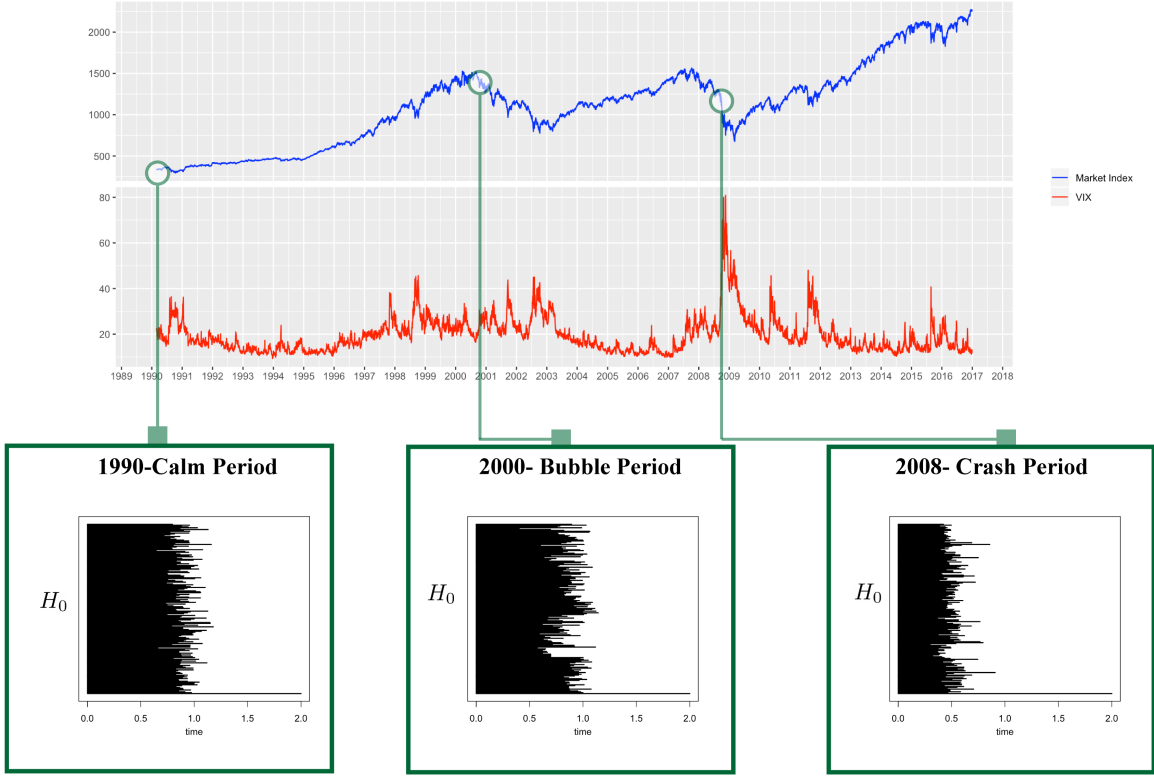 2000
1500
1000
500
80
60
40
20
1989 1990 1991 1992 1993 1994 1995 1996 1997 1998 1999 2000 2001 2002 2003 2004 2005 2006 2007 2008 2009 2010 2011 2012 2013 2014 2015 2016 2017 2018
Market Index
VIX
1990-Calm Period
H0
0.0 0.5 1.0 1.5 2.0
time
2000- Bubble Period
H0
0.0 0.5 1.0 1.5 2.0
time
2008- Crash Period
H0
0.0 0.5 1.0 1.5 2.0
time